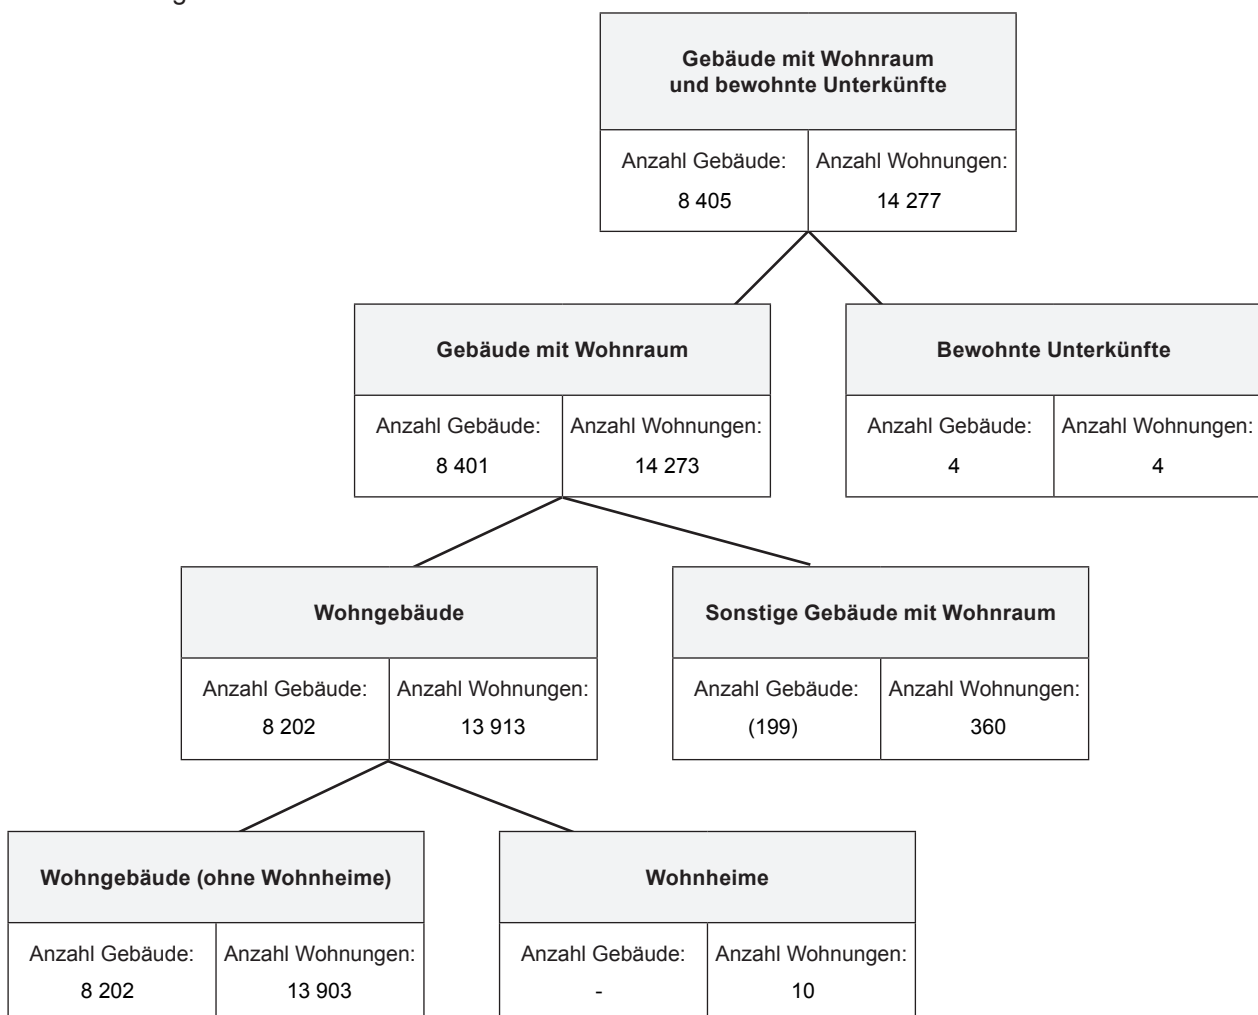 Gebäude mit Wohnraum
und bewohnte Unterkünfte
Anzahl Gebäude: Anzahl Wohnungen:
8 405 14 277
Gebäude mit Wohnraum
Anzahl Gebäude: Anzahl Wohnungen:
8 401 14 273
Bewohnte Unterkünfte
Anzahl Gebäude: Anzahl Wohnungen:
4 4
Wohngebäude
Anzahl Gebäude: Anzahl Wohnungen:
8 202 13 913
Sonstige Gebäude mit Wohnraum
Anzahl Gebäude: Anzahl Wohnungen:
(199) 360
Wohngebäude (ohne Wohnheime)
Anzahl Gebäude: Anzahl Wohnungen:
8 202 13 903
Wohnheime
Anzahl Gebäude: Anzahl Wohnungen:
- 10